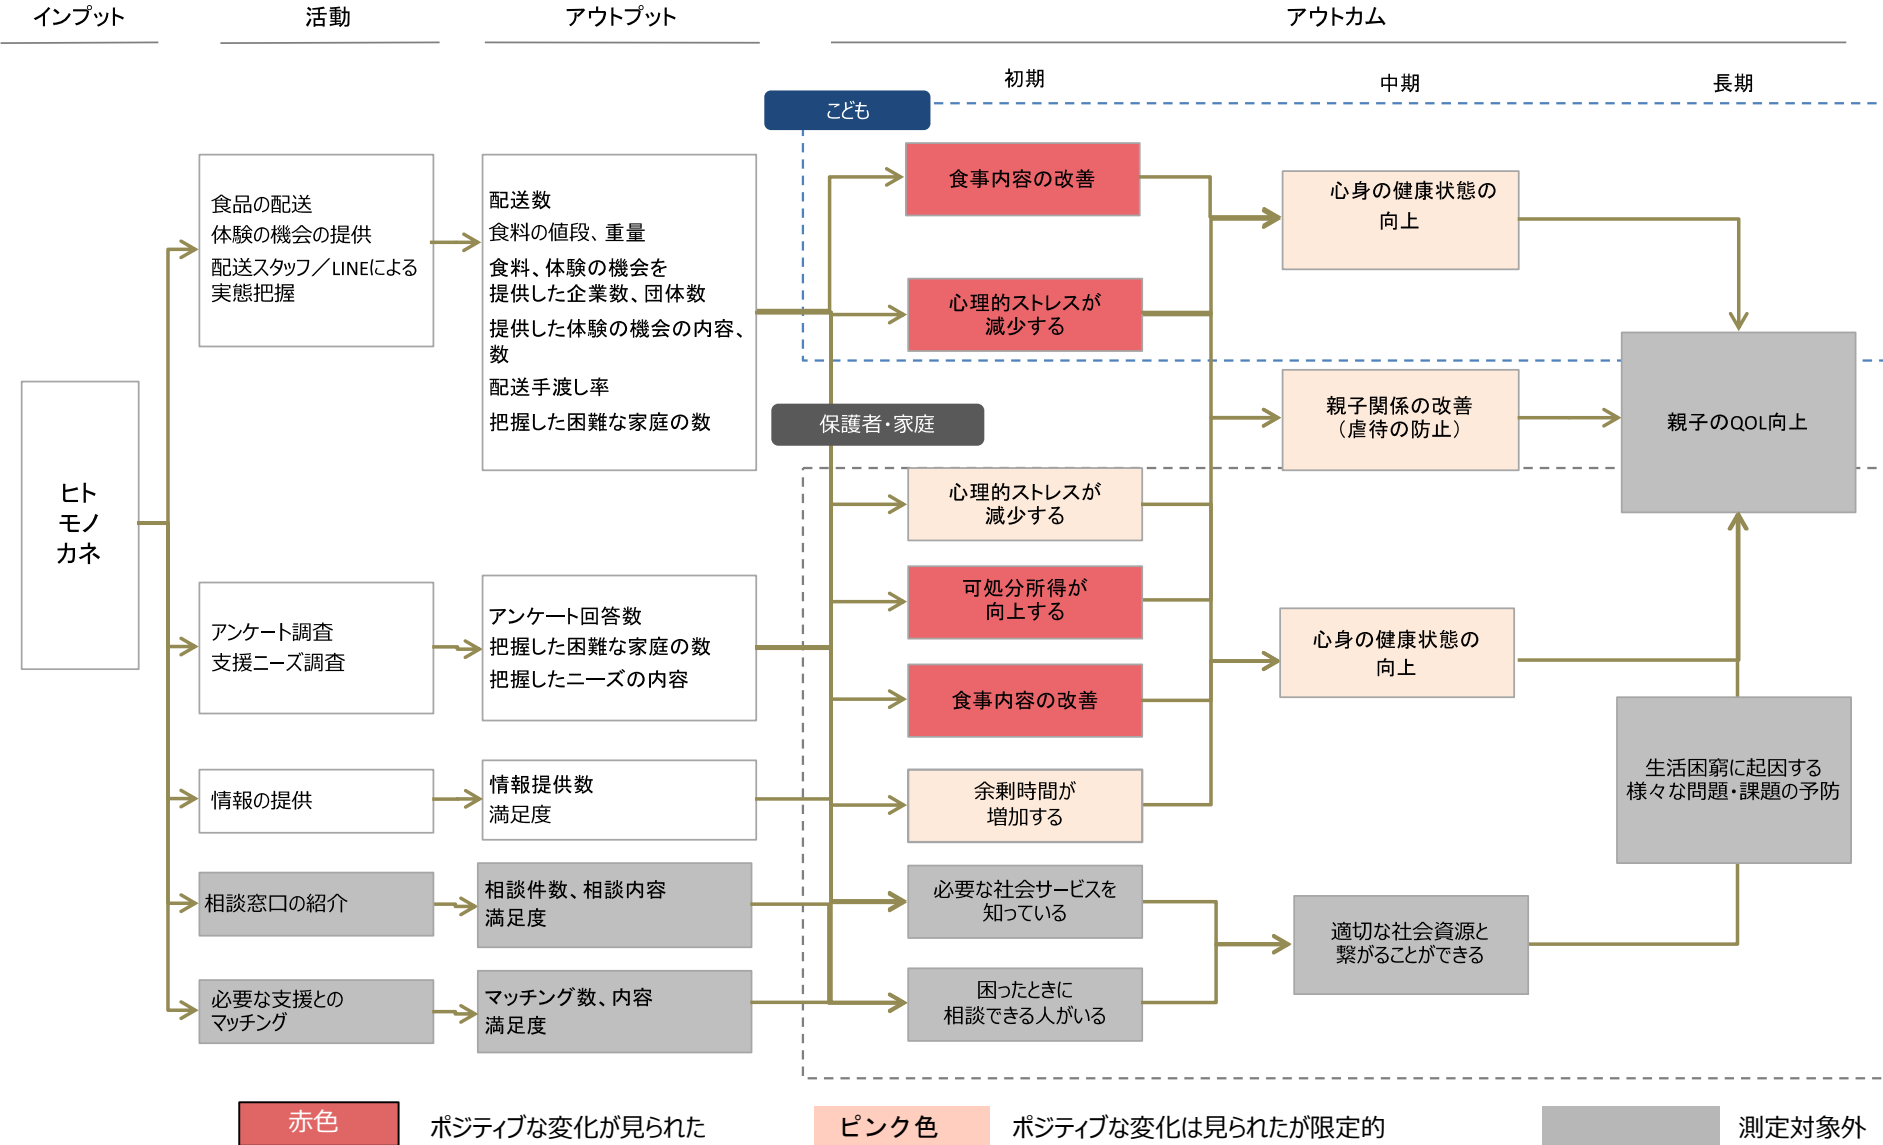 インプット
活動
アウトプット
アウトカム
初期
中期
長期
こども
食品の配送
体験の機会の提供
配送スタッフ／LINEによる
実態把握
配送数
食料の値段、重量
食料、体験の機会を
提供した企業数、団体数
提供した体験の機会の内容、
数
配送手渡し率
把握した困難な家庭の数
食事内容の改善
心理的ストレスが
減少する
心身の健康状態の
向上
親子関係の改善
（虐待の防止）
親子のQOL向上
保護者・家庭
ヒト
モノ
カネ
心理的ストレスが
減少する
可処分所得が
向上する
食事内容の改善
余剰時間が
増加する
心身の健康状態の
向上
アンケート調査
支援ニーズ調査
アンケート回答数
把握した困難な家庭の数
把握したニーズの内容
情報の提供
情報提供数
満足度
生活困窮に起因する
様々な問題・課題の予防
相談窓口の紹介
相談件数、相談内容
満足度
必要な社会サービスを
知っている
適切な社会資源と
繋がることができる
必要な支援との
マッチング
マッチング数、内容
満足度
困ったときに
相談できる人がいる
赤色
ポジティブな変化が見られた
ピンク色
ポジティブな変化は見られたが限定的
測定対象外